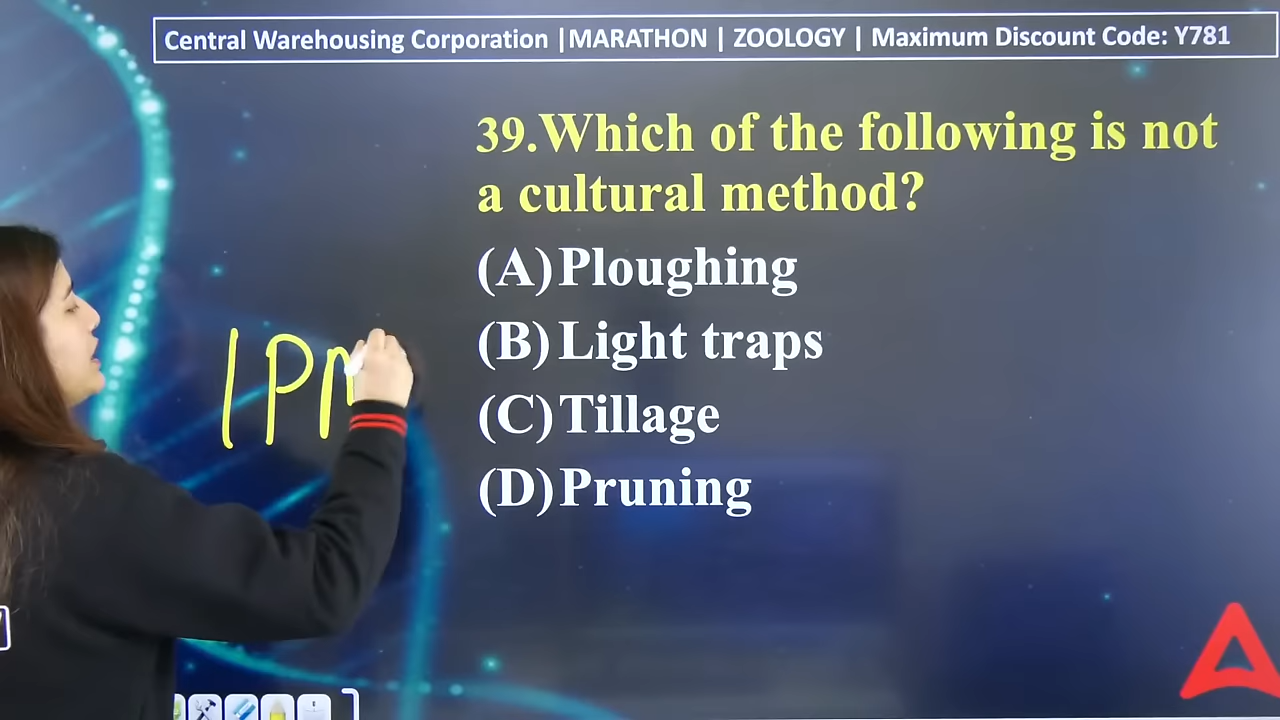 Central Warehousing Corporation |MARATHON | ZOOLOGY | Maximum Discount Code: Y781
39.Which of the following is not
a cultural method?
(A) Ploughing
(B) Light traps
(C) Tillage
(D) Pruning
IPM